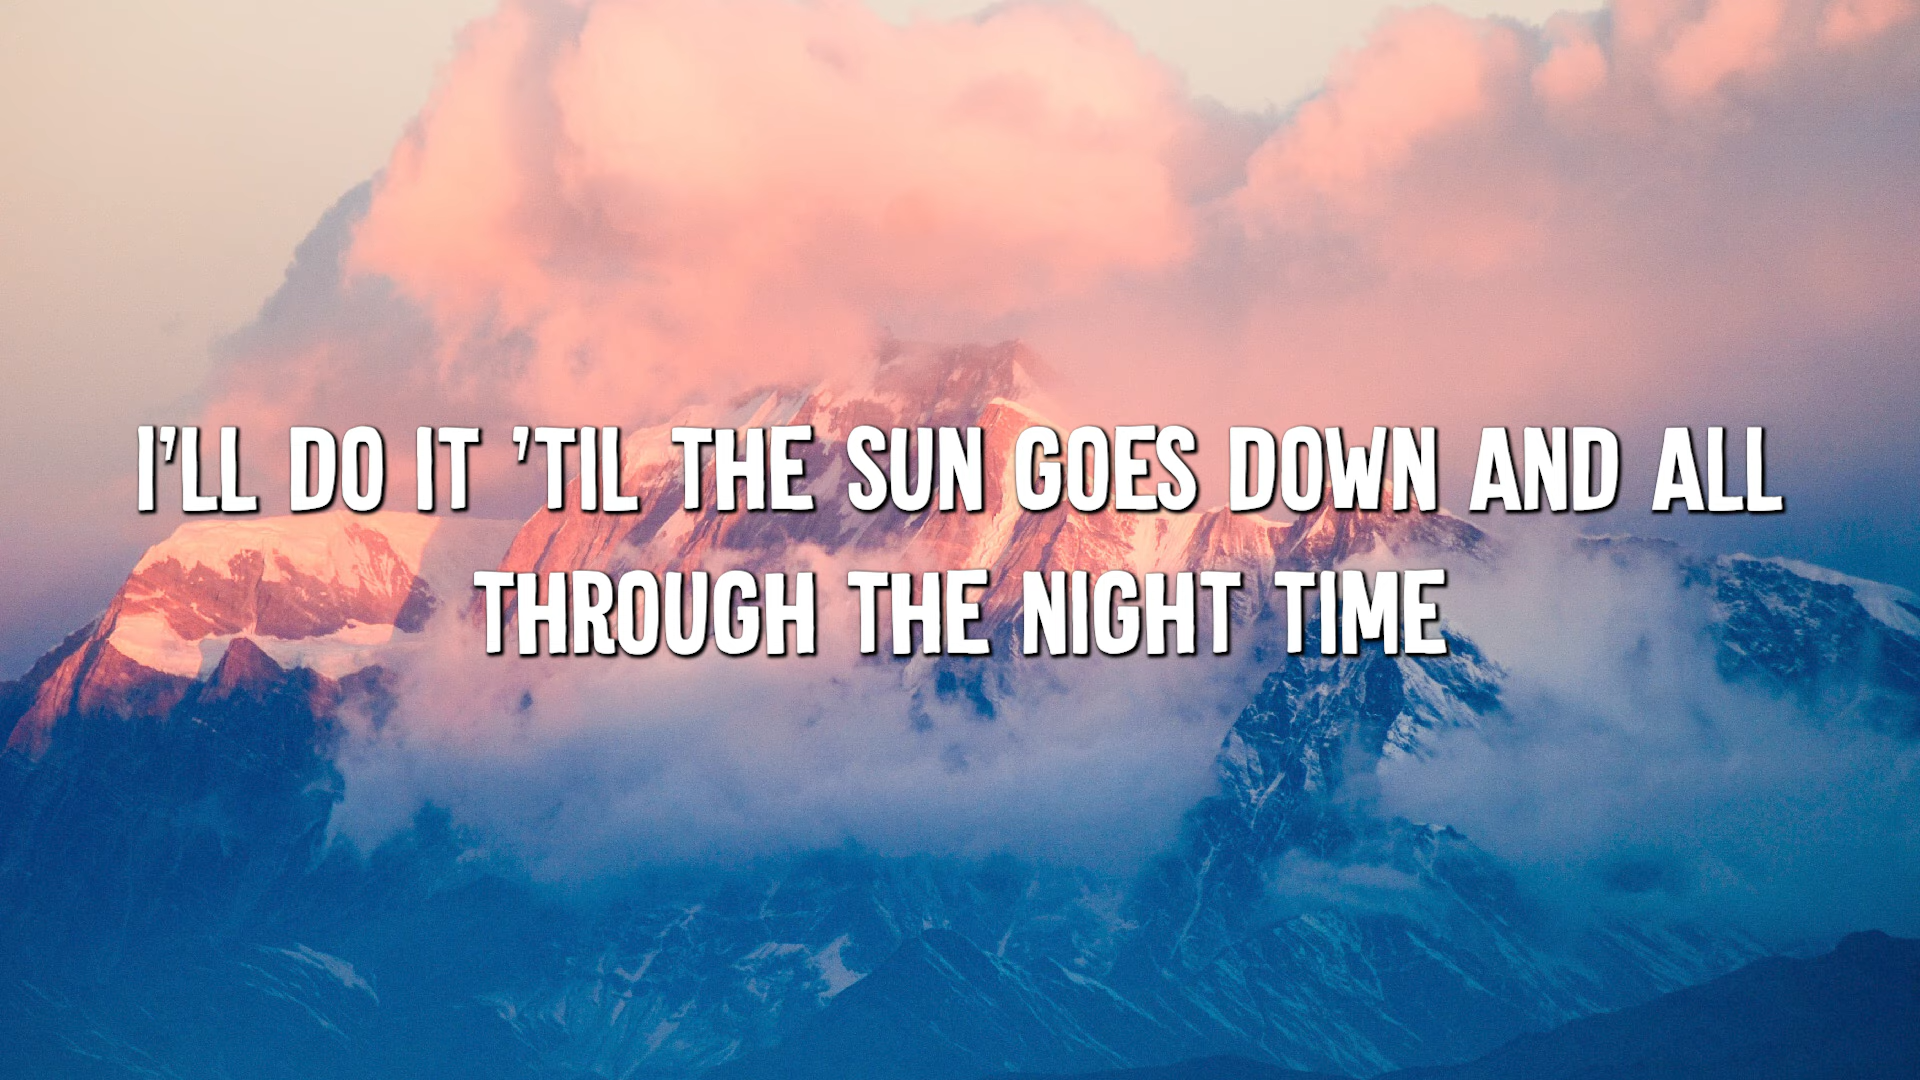 I'LL DO IT 'TIL THE SUN GOES DOWN AND ALL
THROUGH THE NIGHT TIME